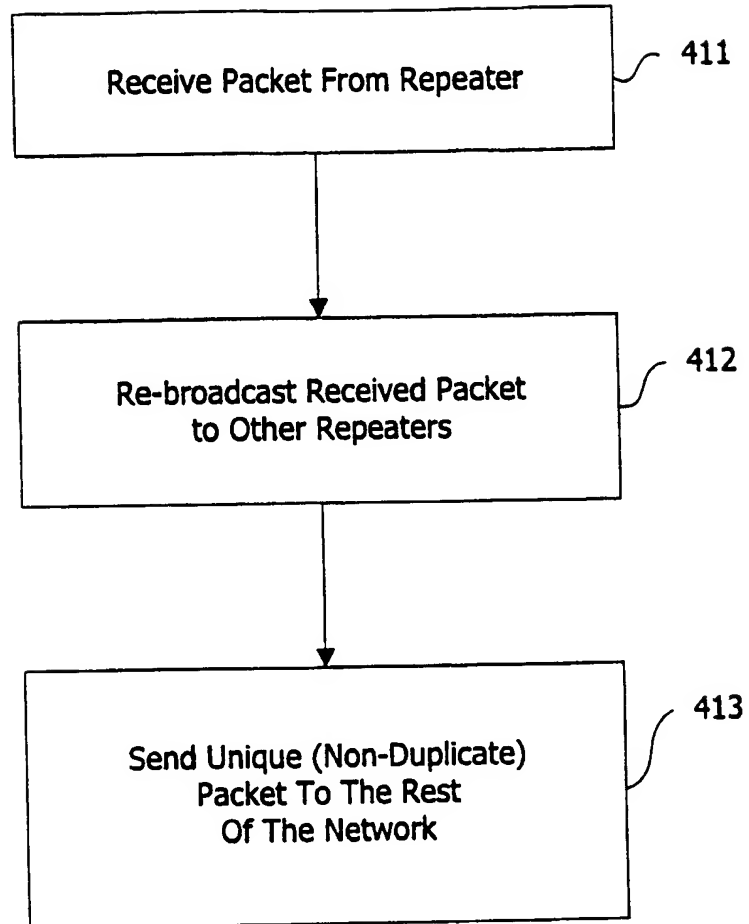 Receive Packet From Repeater
411
Re-broadcast Received Packet
to Other Repeaters
412
Send Unique (Non-Duplicate)
Packet To The Rest
Of The Network
413